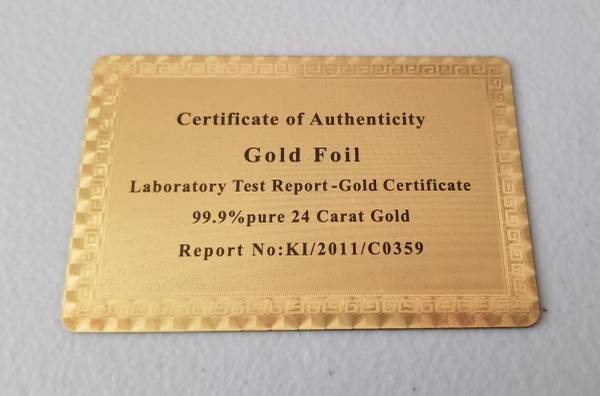 Certificate of Authenticity
Gold Foil
Laboratory Test Report-Gold Certificate
99.9%pure 24 Carat Gold
Report No:KI/2011/C0359